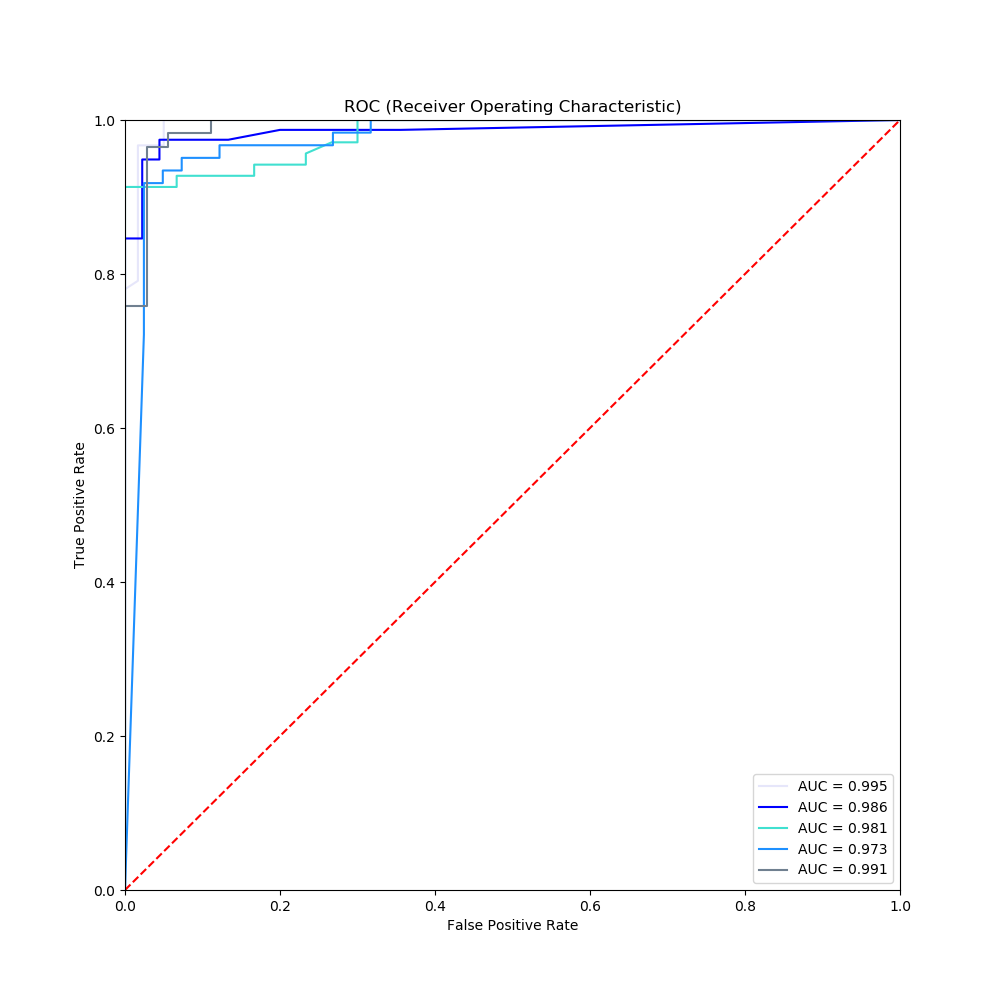 ROC (Receiver Operating Characteristic)
1.0
0.8
0.6
0.4
0.2
0.0
True Positive Rate
0.0 0.2 0.4 0.6 0.8 1.0
False Positive Rate
AUC = 0.995
AUC = 0.986
AUC = 0.981
AUC = 0.973
AUC = 0.991